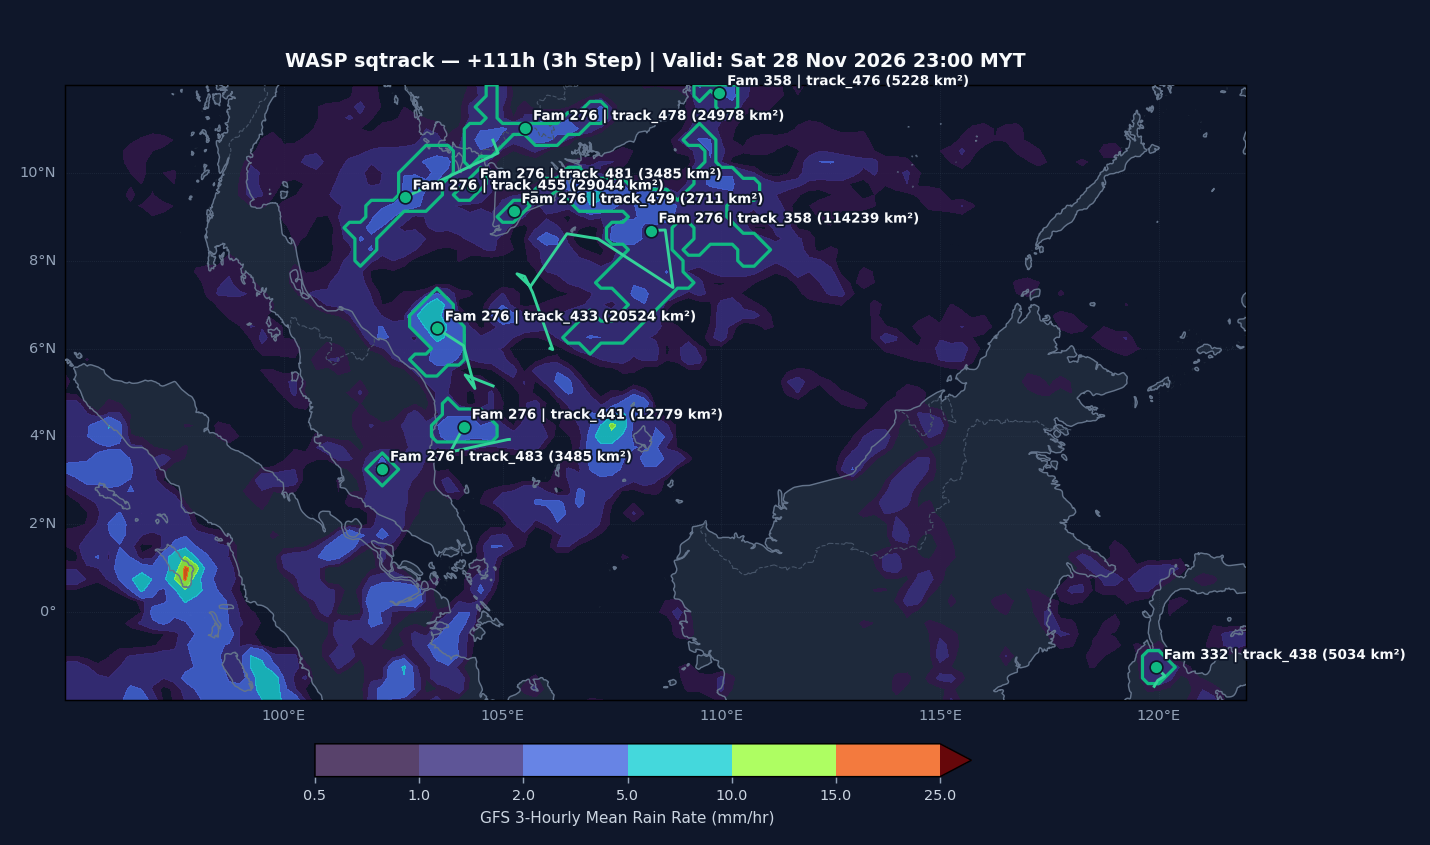 WASP sqtrack — +111h (3h Step) | Valid: Sat 28 Nov 2026 23:00 MYT
Fam 358 | track_476 (5228 km²)
Fam 276 | track_478 (24978 km²)
Fam 276 | track_481 (3485 km²)
Fam 276 | track_455 (29044 km²)
Fam 276 | track_479 (2711 km²)
Fam 276 | track_358 (114239 km²)
Fam 276 | track_433 (20524 km²)
Fam 276 | track_441 (12779 km²)
Fam 276 | track_483 (3485 km²)
Fam 332 | track_438 (5034 km²)
10°N
8°N
6°N
4°N
2°N
0°
100°E 105°E 110°E 115°E 120°E
0.5 1.0 2.0 5.0 10.0 15.0 25.0
GFS 3-Hourly Mean Rain Rate (mm/hr)